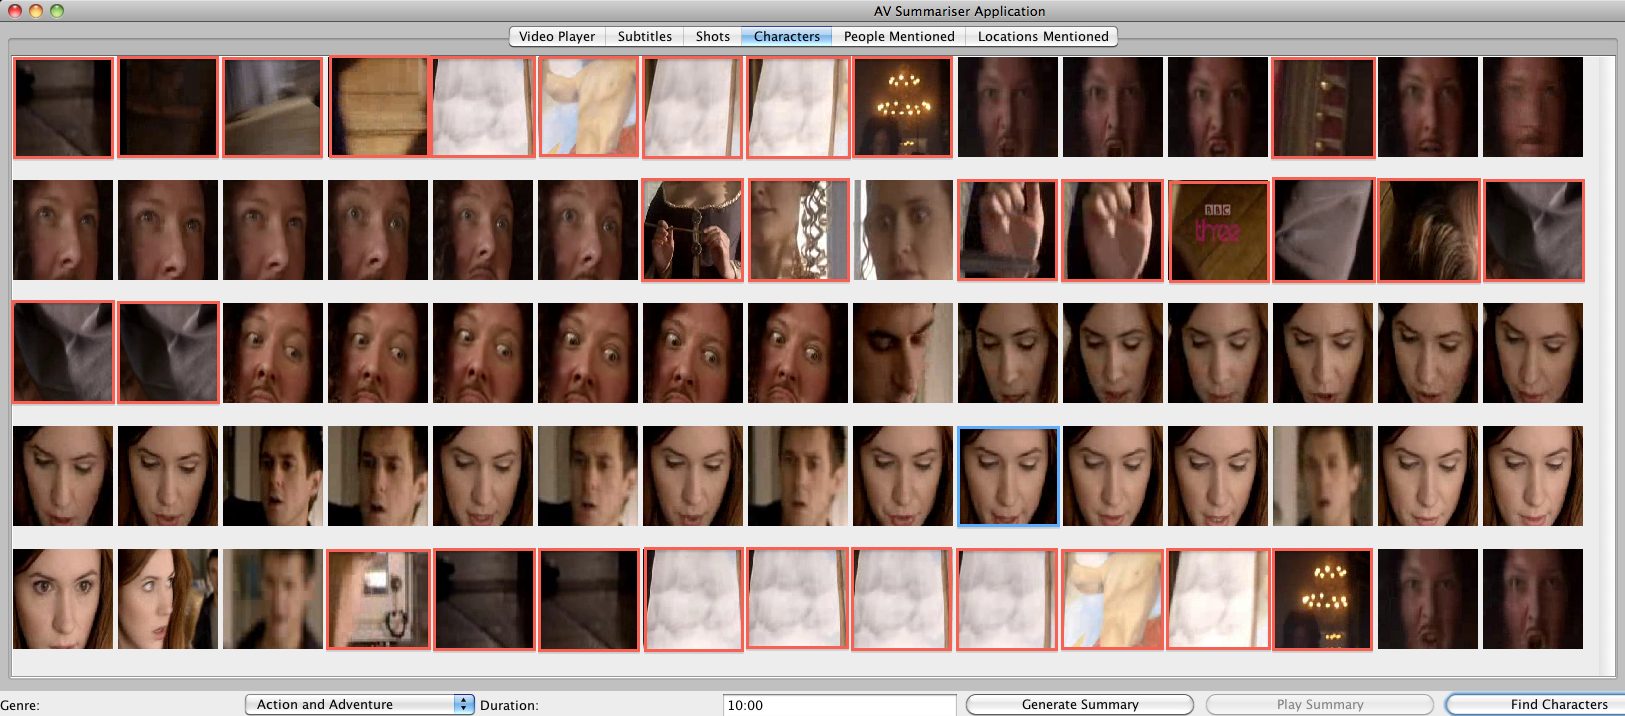 AV Summariser Application
Video Player Subtitles Shots Characters People Mentioned Locations Mentioned
BBC
three
Genre: Action and Adventure Duration: 10:00 Generate Summary Play Summary Find Characters